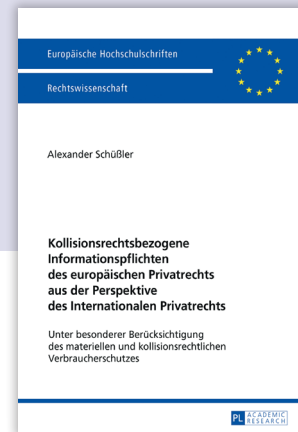 Europäische Hochschulschriften
Rechtswissenschaft
Alexander Schüßler
Kollisionsrechtsbezogene
Informationspflichten
des europäischen Privatrechts
aus der Perspektive
des Internationalen Privatrechts
Unter besonderer Berücksichtigung
des materiellen und kollisionsrechtlichen
Verbraucherschutzes
PL ACADEMIC
RESEARCH